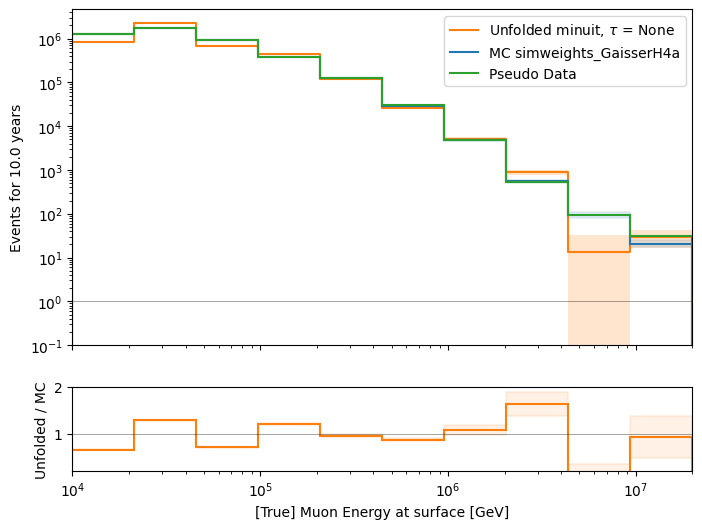 Events for 10.0 years
10^6
10^5
10^4
10^3
10^2
10^1
10^0
10^-1
Unfolded minuit, τ = None
MC simweights_GaisserH4a
Pseudo Data
Unfolded / MC
2
1
10^4 10^5 10^6 10^7
[True] Muon Energy at surface [GeV]